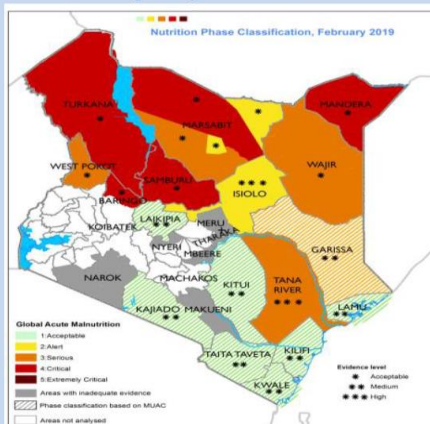 Nutrition Phase Classification, February 2019
TURKANA
MARSABIT
MANDERA
WEST POKOT
SAMBURU
WAJIR
BARINGO
ISIOLO
LAIKIPIA
MERU
KOIBATEK
THARAKA
NYERI
MBEERE
GARISSA
MACHAKOS
NAROK
KITUI
TANA
RIVER
MAKUENI
KAJIADO
LAMU
TAITA TAVETA
KILIFI
KWALE
Global Acute Malnutrition
1:Acceptable
2:Alert
3:Serious
4:Critical
5:Extremely Critical
Areas with inadequate evidence
Phase classification based on MUAC
Areas not analysed
Evidence level
Acceptable
Medium
High